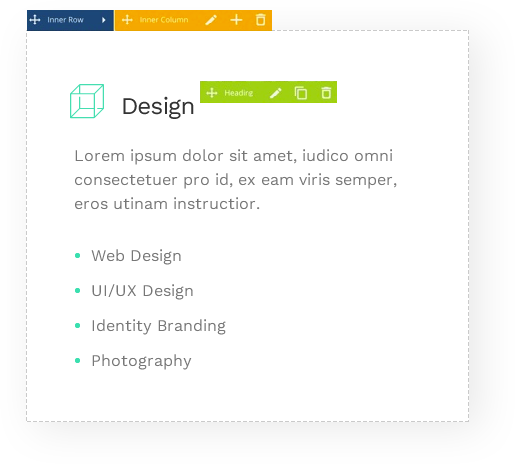 Inner Row
Inner Column
Design
Heading
Lorem ipsum dolor sit amet, iudico omni
consectetuer pro id, ex eam viris semper,
eros utinam instructior.
Web Design
UI/UX Design
Identity Branding
Photography